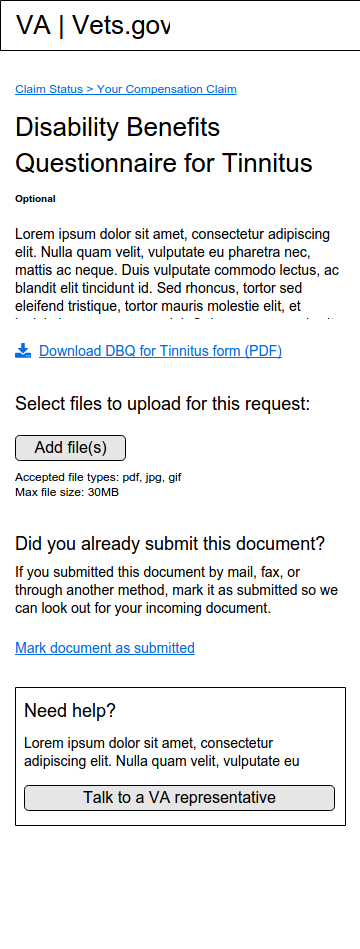 VA | Vets.gov
Claim Status > Your Compensation Claim
Disability Benefits
Questionnaire for Tinnitus
Optional
Lorem ipsum dolor sit amet, consectetur adipiscing
elit. Nulla quam velit, vulputate eu pharetra nec,
mattis ac neque. Duis vulputate commodo lectus, ac
blandit elit tincidunt id. Sed rhoncus, tortor sed
eleifend tristique, tortor mauris molestie elit, et
Download DBQ for Tinnitus form (PDF)
Select files to upload for this request:
Add file(s)
Accepted file types: pdf, jpg, gif
Max file size: 30MB
Did you already submit this document?
If you submitted this document by mail, fax, or
through another method, mark it as submitted so we
can look out for your incoming document.
Mark document as submitted
Need help?
Lorem ipsum dolor sit amet, consectetur
adipiscing elit. Nulla quam velit, vulputate eu
Talk to a VA representative